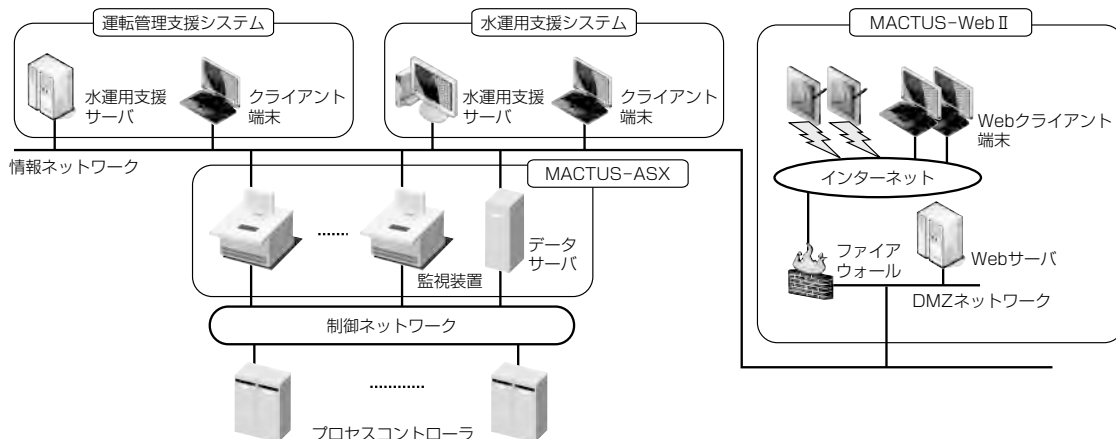 運転管理支援システム
水運用支援システム
MACTUS-WebⅡ
水運用支援
サーバ
クライアント
端末
水運用支援
サーバ
クライアント
端末
Webクライアント
端末
情報ネットワーク
MACTUS-ASX
インターネット
データ
サーバ
監視装置
ファイア
ウォール
Webサーバ
DMZネットワーク
制御ネットワーク
プロセスコントローラ